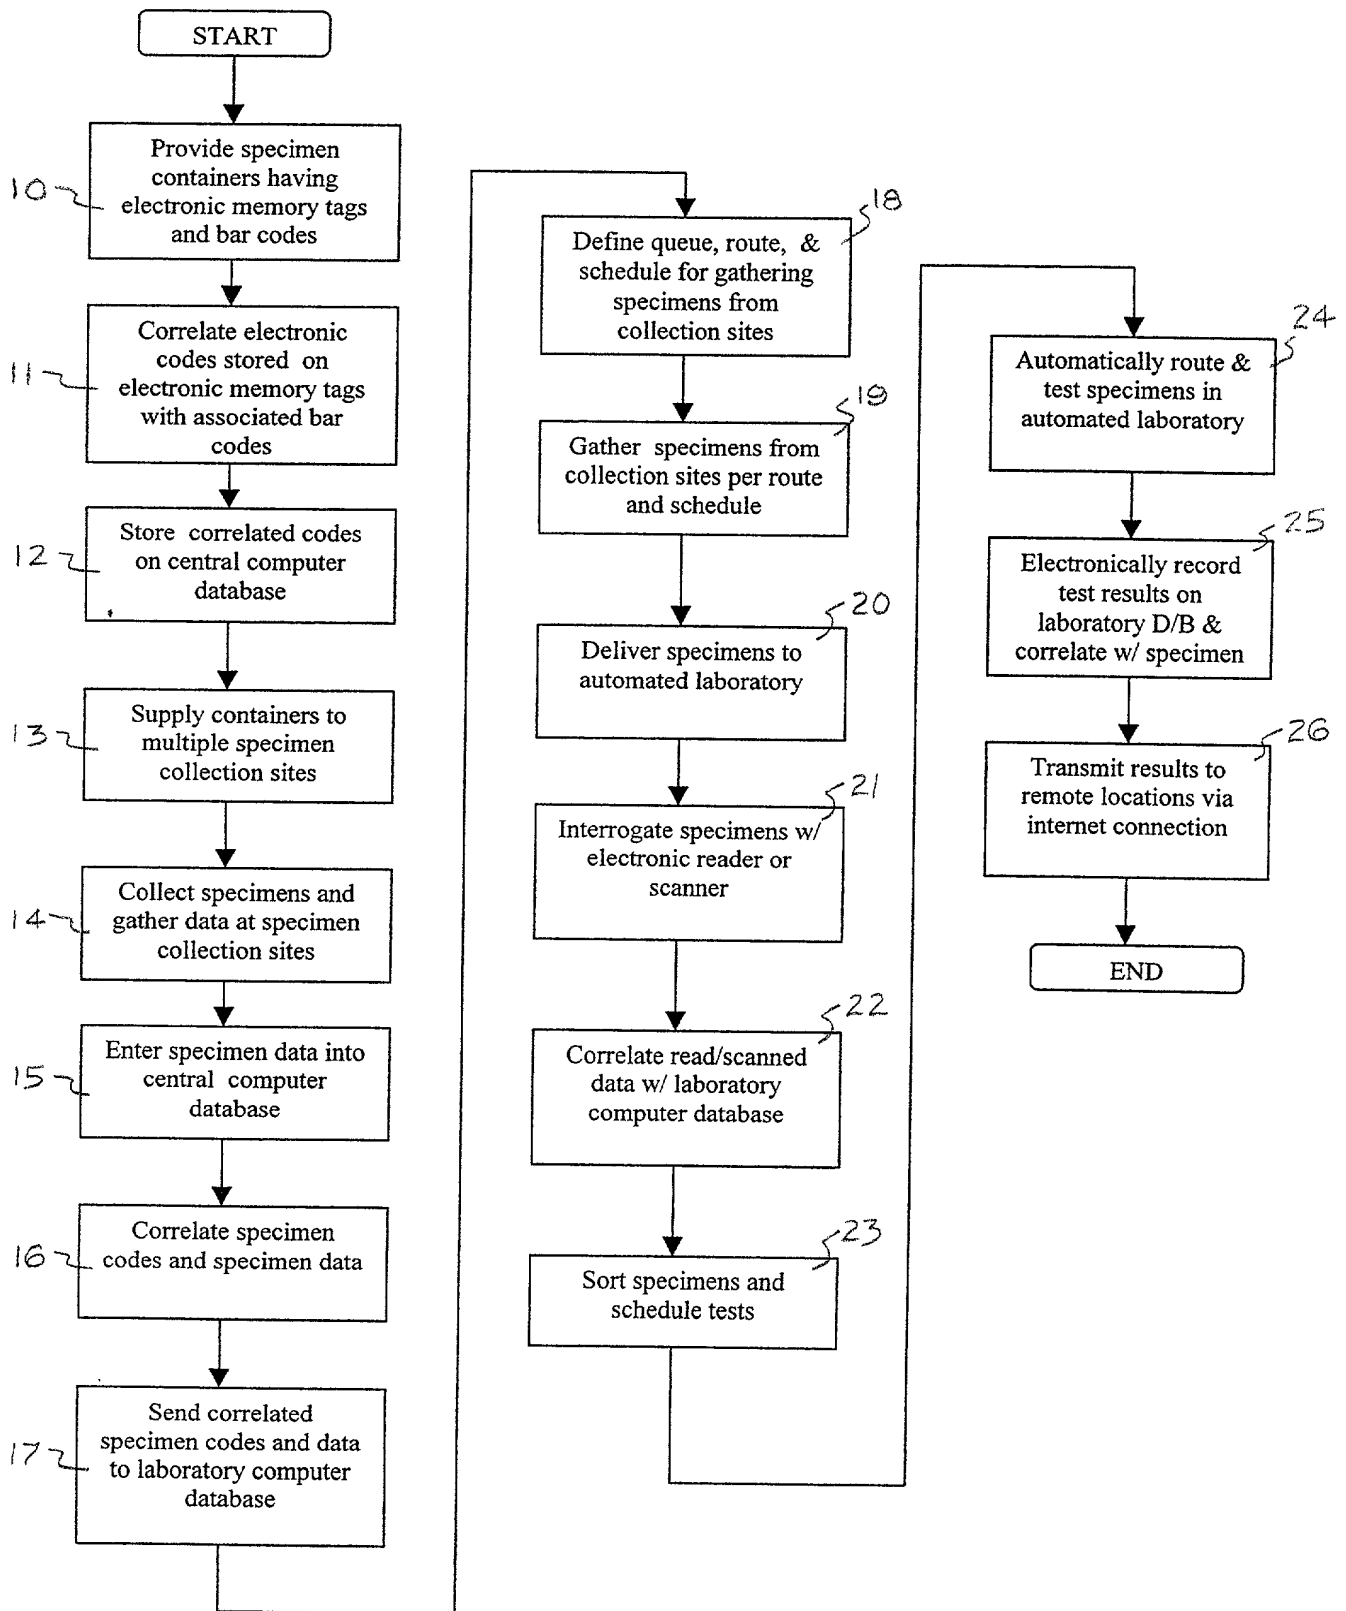 START
10
Provide specimen
containers having
electronic memory tags
and bar codes
11
Correlate electronic
codes stored on
electronic memory tags
with associated bar
codes
12
Store correlated codes
on central computer
database
13
Supply containers to
multiple specimen
collection sites
14
Collect specimens and
gather data at specimen
collection sites
15
Enter specimen data into
central computer
database
16
Correlate specimen
codes and specimen data
17
Send correlated
specimen codes and data
to laboratory computer
database
18
Define queue, route, &
schedule for gathering
specimens from
collection sites
19
Gather specimens from
collection sites per route
and schedule
20
Deliver specimens to
automated laboratory
21
Interrogate specimens w/
electronic reader or
scanner
22
Correlate read/scanned
data w/ laboratory
computer database
23
Sort specimens and
schedule tests
24
Automatically route &
test specimens in
automated laboratory
25
Electronically record
test results on
laboratory D/B &
correlate w/ specimen
26
Transmit results to
remote locations via
internet connection
END